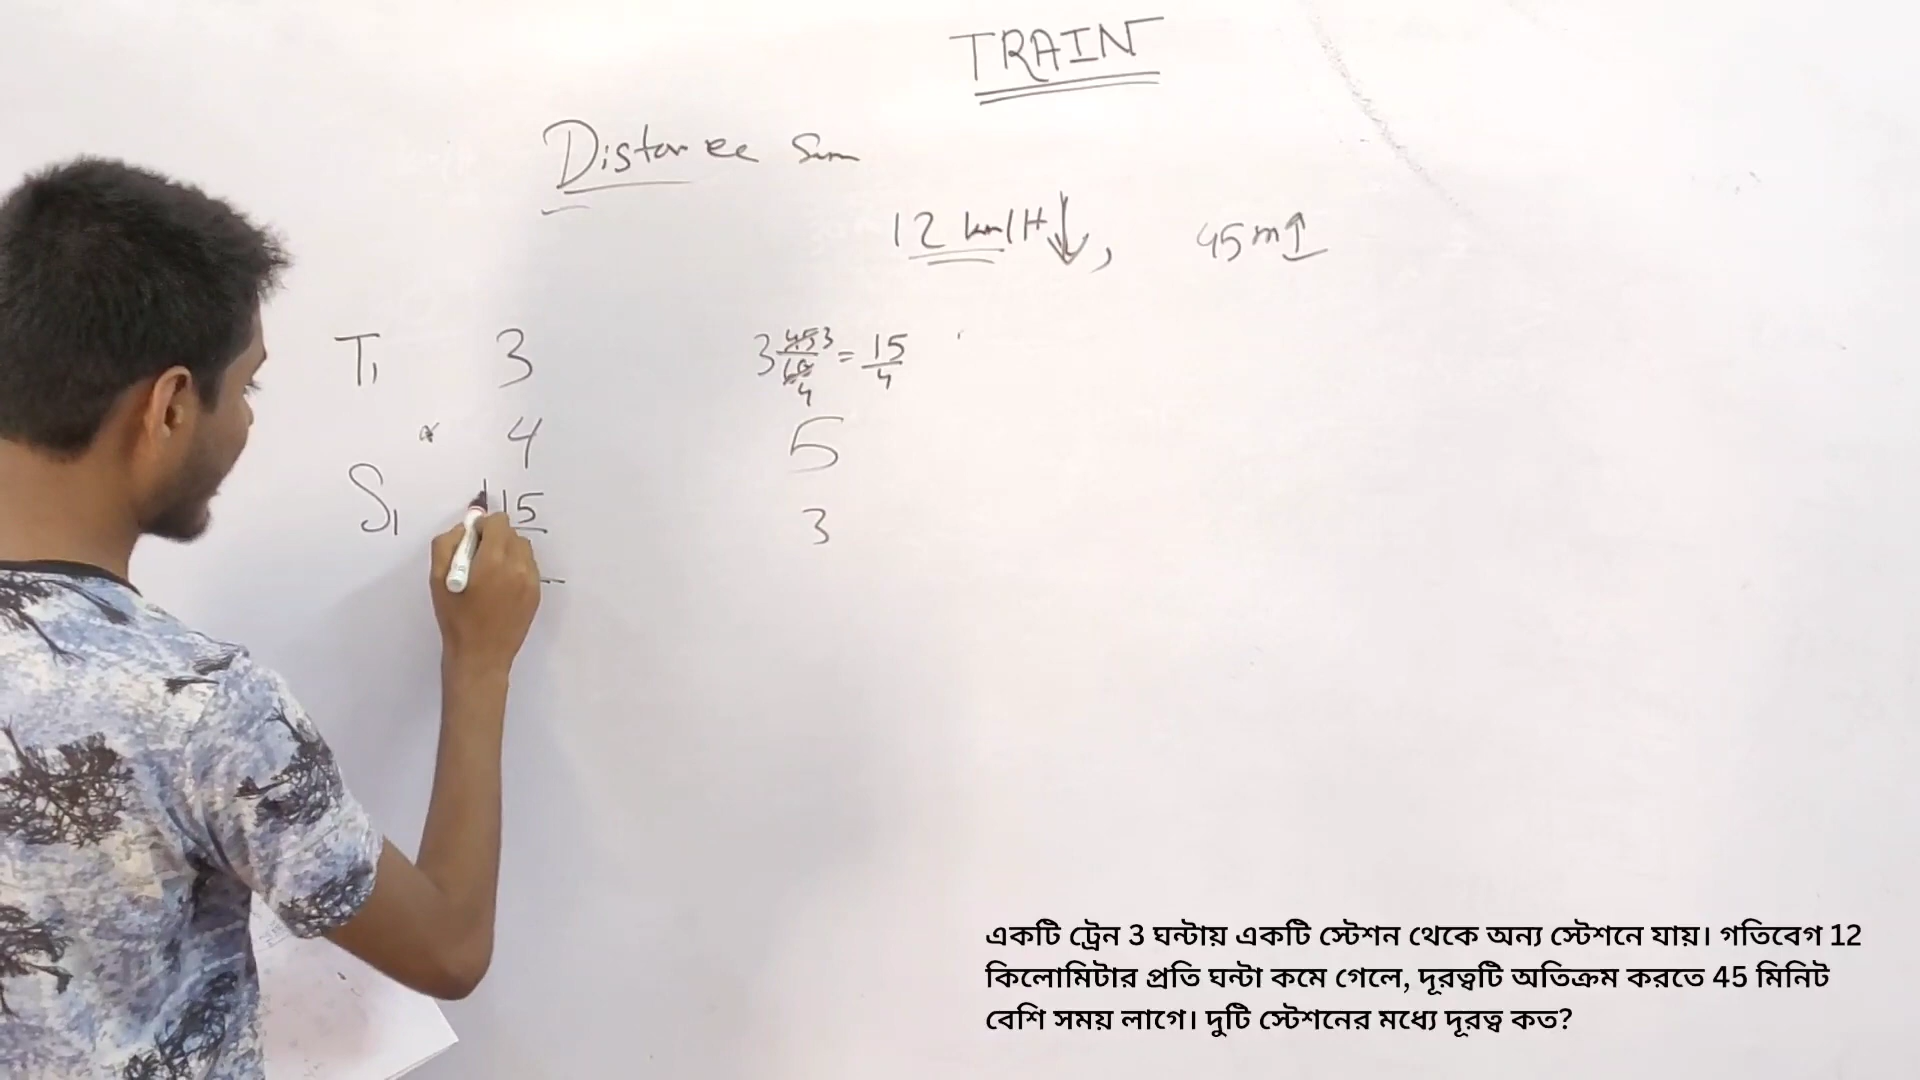 TRAIN
Distance Sum
12 km/H↓, 45m↑
T1 3 3 45/60 3/4 = 15/4
4 5
S1 15 3
একটি ট্রেন 3 ঘন্টায় একটি স্টেশন থেকে অন্য স্টেশনে যায়। গতিবেগ 12
কিলোমিটার প্রতি ঘন্টা কমে গেলে, দূরত্বটি অতিক্রম করতে 45 মিনিট
বেশি সময় লাগে। দুটি স্টেশনের মধ্যে দূরত্ব কত?